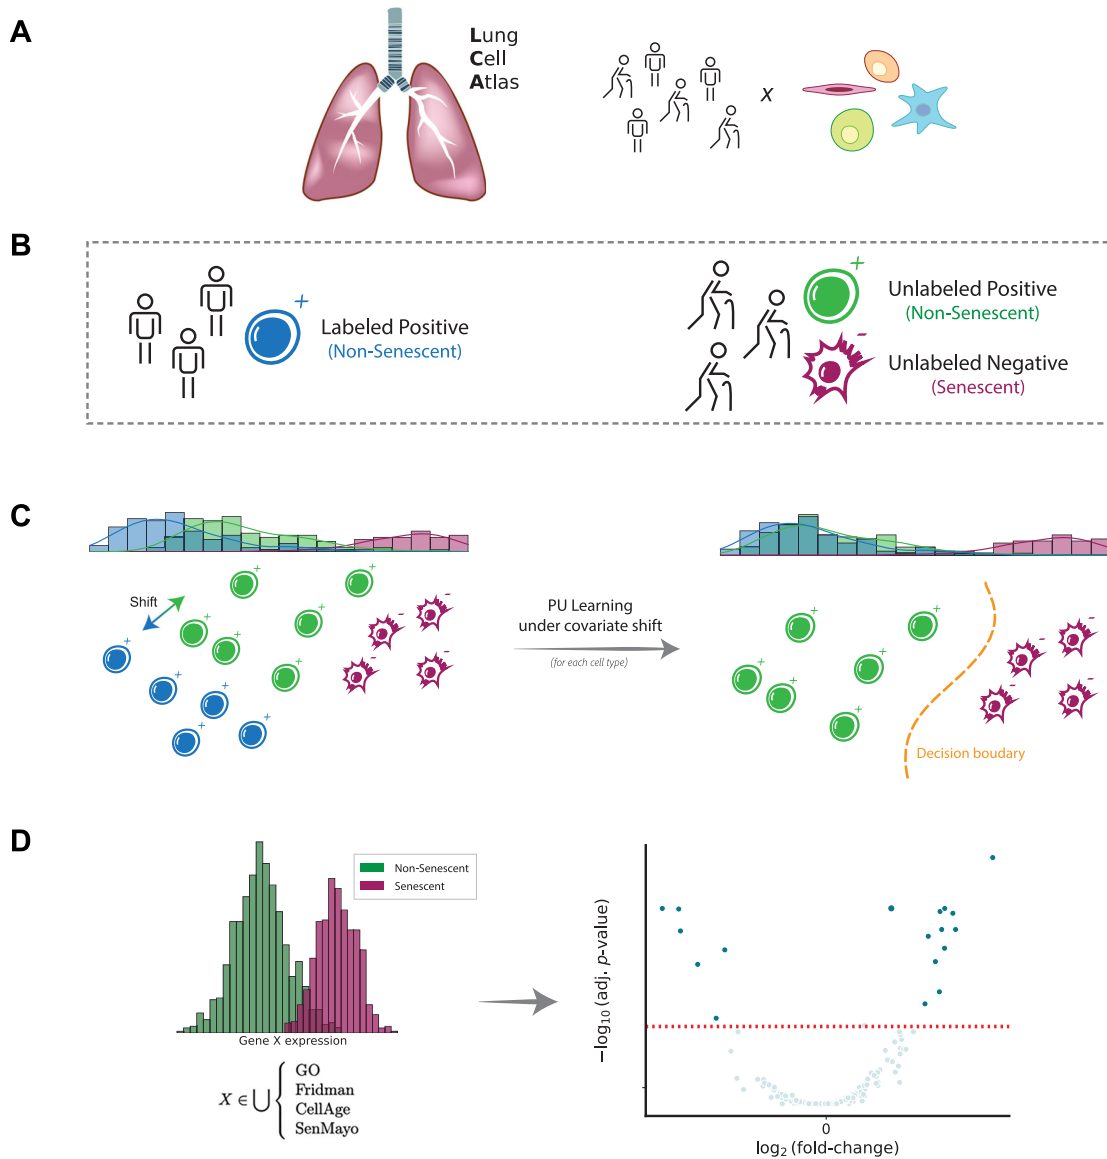 A
Lung
Cell
Atlas
x
B
+
Labeled Positive
(Non-Senescent)
+
Unlabeled Positive
(Non-Senescent)
-
Unlabeled Negative
(Senescent)
C
Shift
PU Learning
under covariate shift
(for each cell type)
Decision boudary
D
Non-Senescent
Senescent
Gene X expression
X ∈ ⋃ {
GO
Fridman
CellAge
SenMayo
−log₁₀ (adj. p-value)
0
log₂ (fold-change)